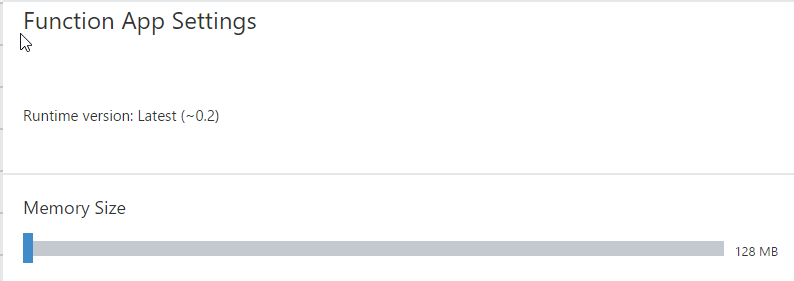 Function App Settings
Runtime version: Latest (~0.2)
Memory Size
128 MB